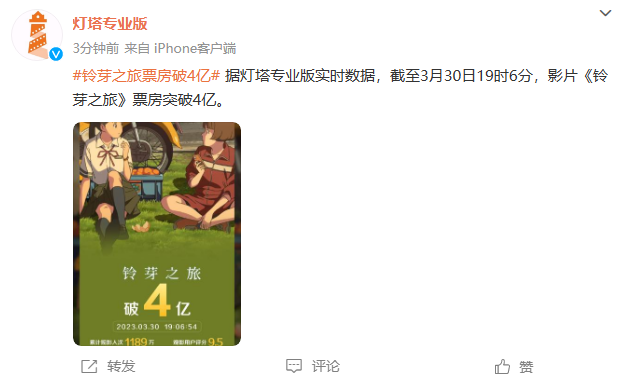 灯塔专业版
3分钟前 来自 iPhone客户端
#铃芽之旅票房破4亿# 据灯塔专业版实时数据，截至3月30日19时6分，影片《铃
芽之旅》票房突破4亿。
铃芽之旅
破4亿
2023.03.30 19:06:54
累计观影人次1189万 观影用户评分9.5
转发 评论 赞